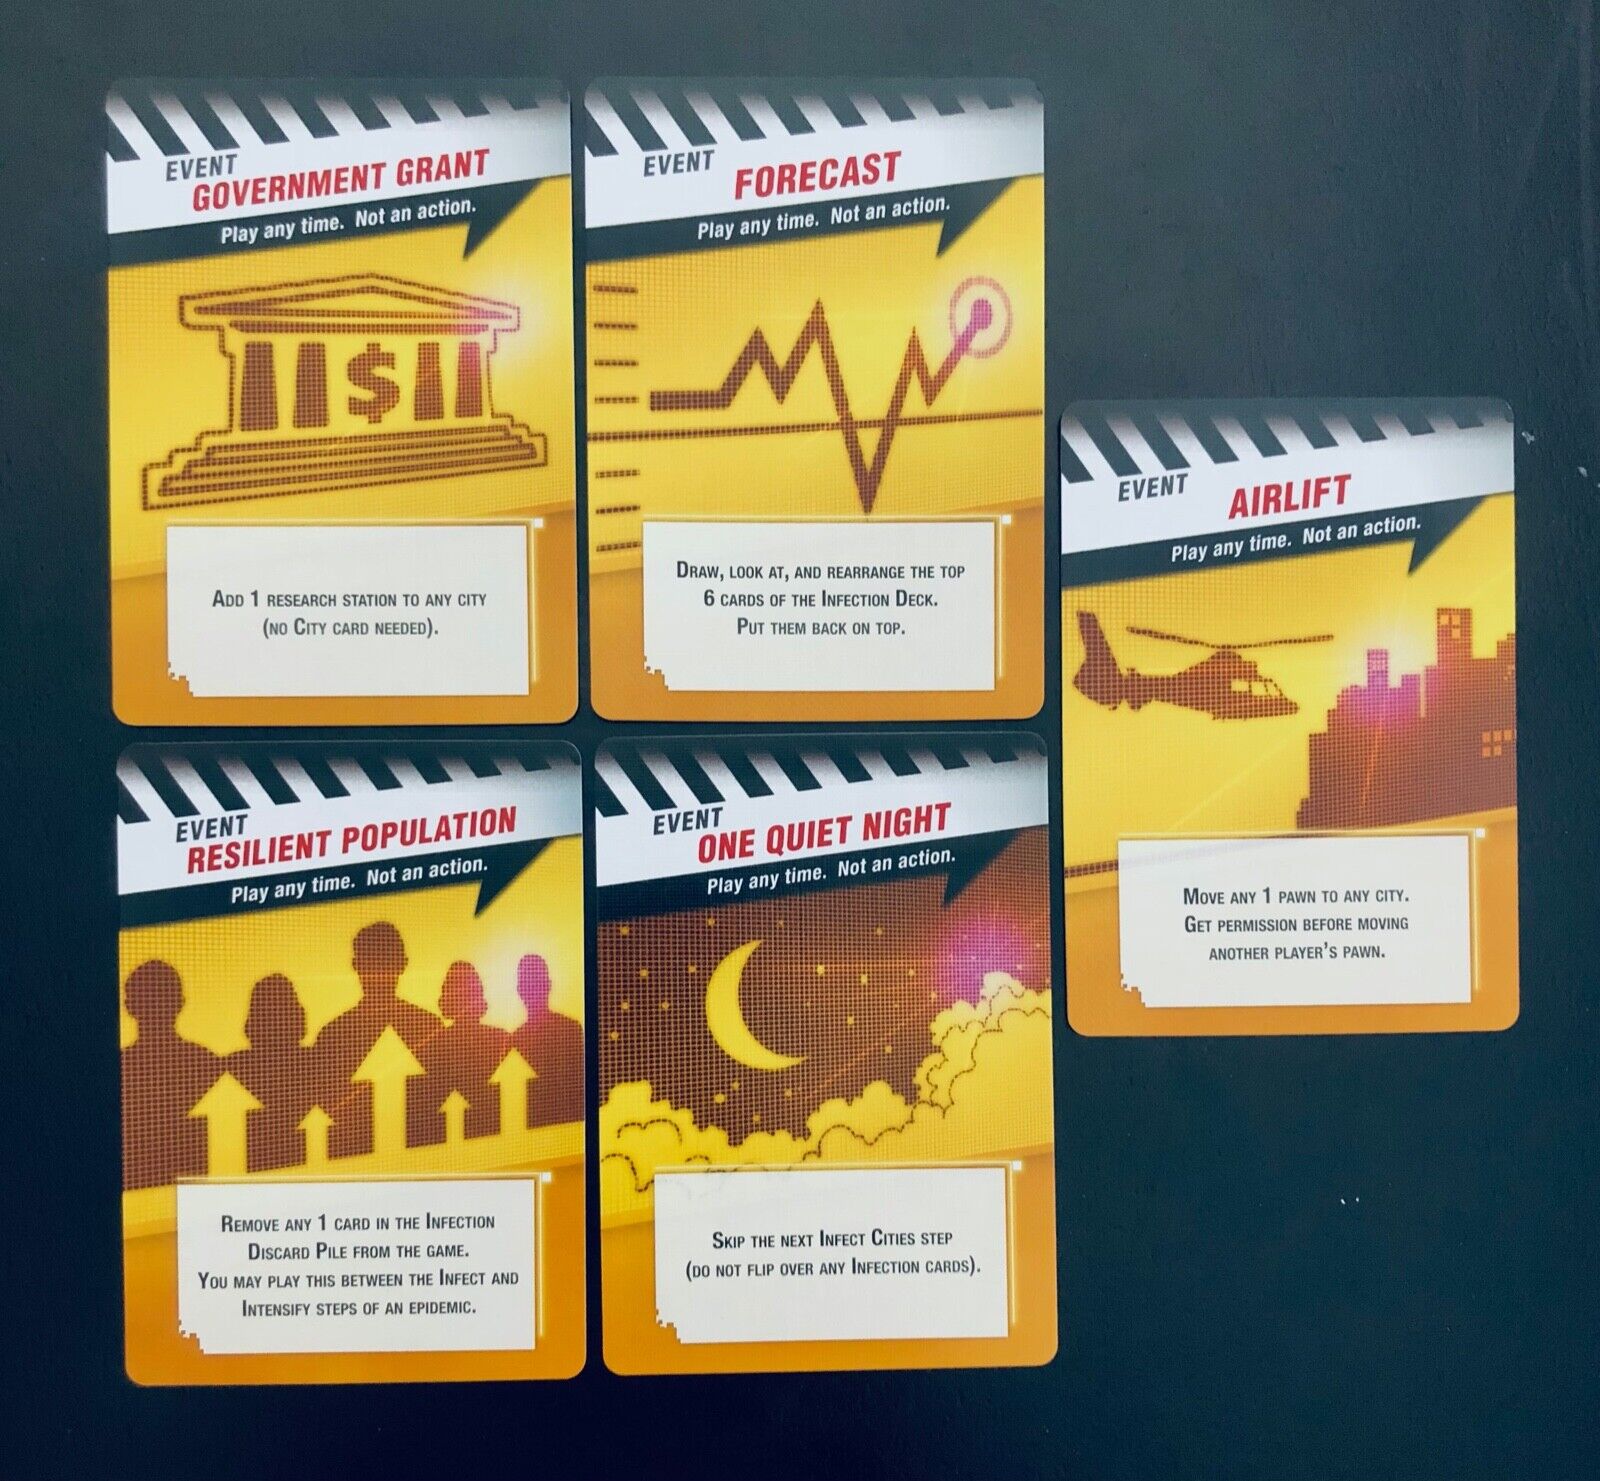 EVENT
GOVERNMENT GRANT
Play any time. Not an action.
$
ADD 1 RESEARCH STATION TO ANY CITY
(NO CITY CARD NEEDED).
EVENT
FORECAST
Play any time. Not an action.
DRAW, LOOK AT, AND REARRANGE THE TOP
6 CARDS OF THE INFECTION DECK.
PUT THEM BACK ON TOP.
EVENT
AIRLIFT
Play any time. Not an action.
MOVE ANY 1 PAWN TO ANY CITY.
GET PERMISSION BEFORE MOVING
ANOTHER PLAYER'S PAWN.
EVENT
RESILIENT POPULATION
Play any time. Not an action.
REMOVE ANY 1 CARD IN THE INFECTION
DISCARD PILE FROM THE GAME.
YOU MAY PLAY THIS BETWEEN THE INFECT AND
INTENSIFY STEPS OF AN EPIDEMIC.
EVENT
ONE QUIET NIGHT
Play any time. Not an action.
SKIP THE NEXT INFECT CITIES STEP
(DO NOT FLIP OVER ANY INFECTION CARDS).